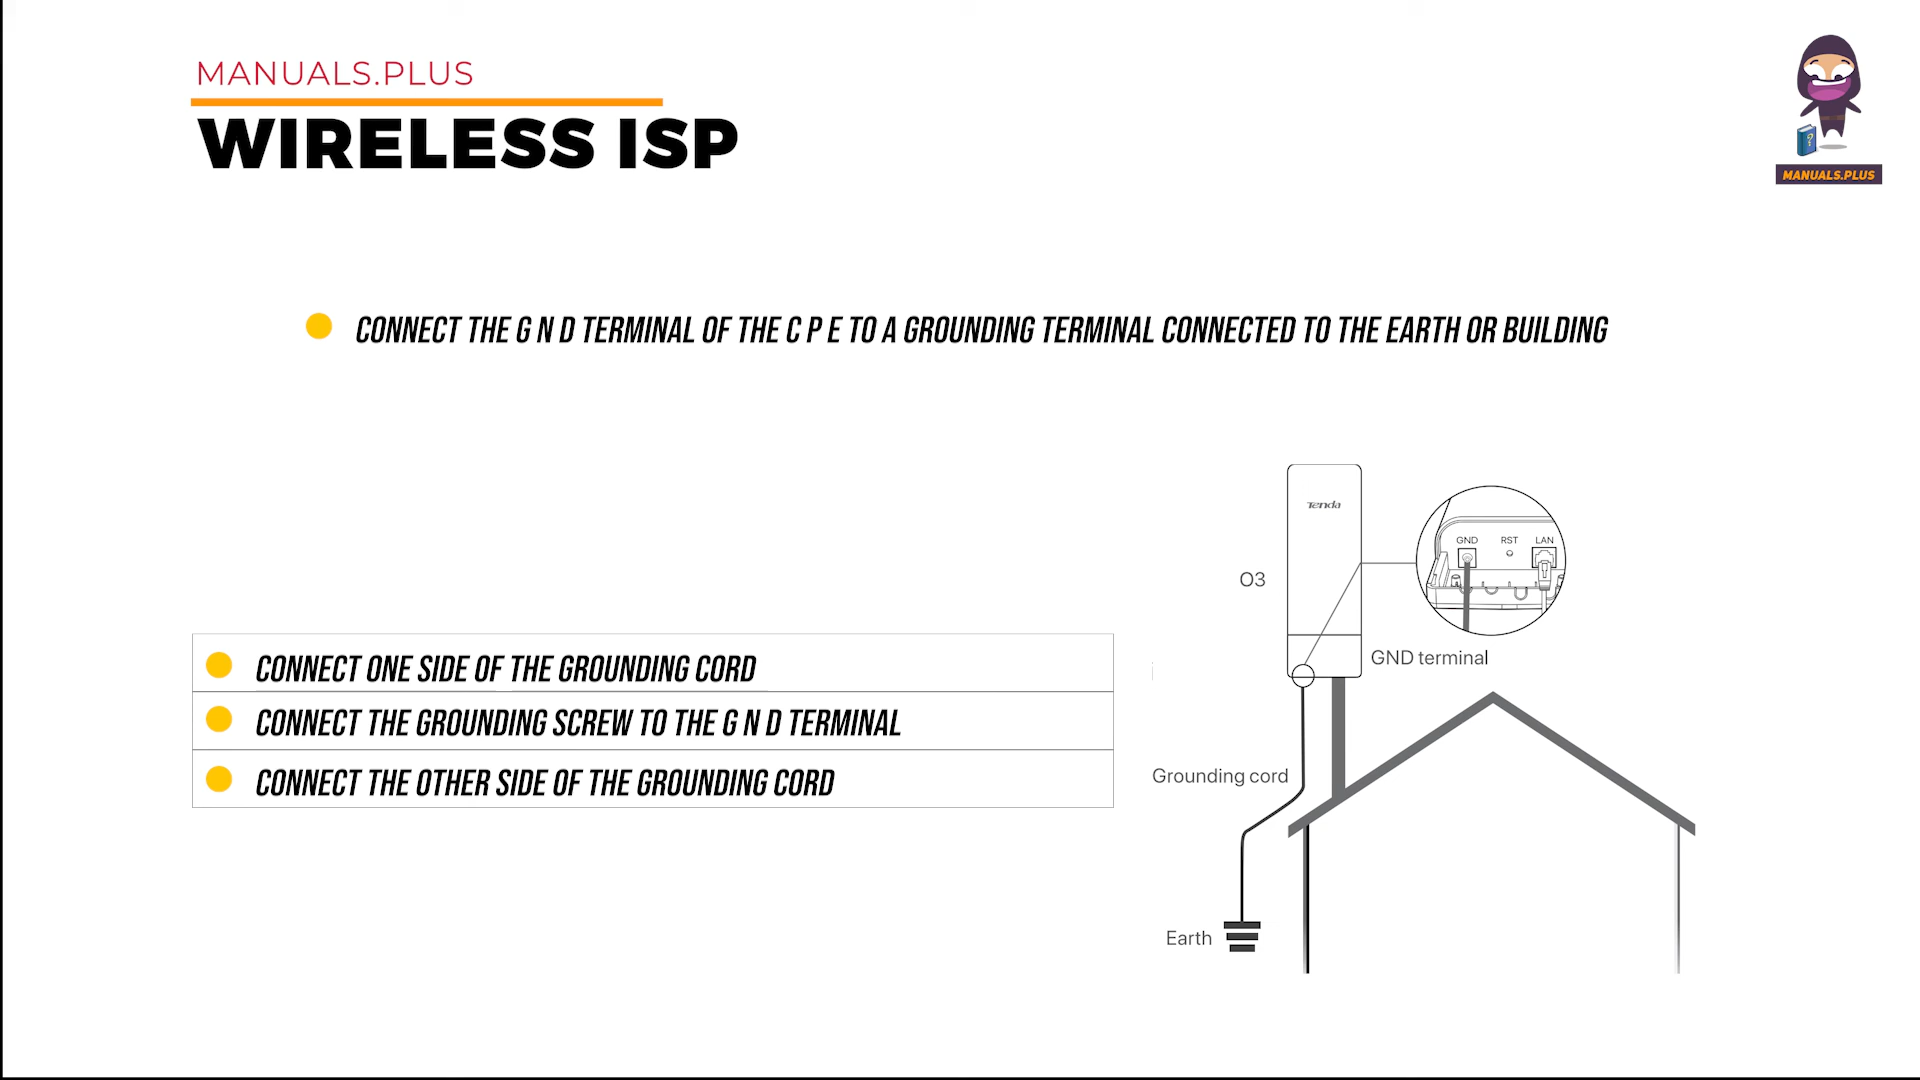 MANUALS.PLUS
WIRELESS ISP
MANUALS.PLUS
CONNECT THE G N D TERMINAL OF THE C P E TO A GROUNDING TERMINAL CONNECTED TO THE EARTH OR BUILDING
CONNECT ONE SIDE OF THE GROUNDING CORD
CONNECT THE GROUNDING SCREW TO THE G N D TERMINAL
CONNECT THE OTHER SIDE OF THE GROUNDING CORD
Tenda
GND RST LAN
O3
GND terminal
Grounding cord
Earth